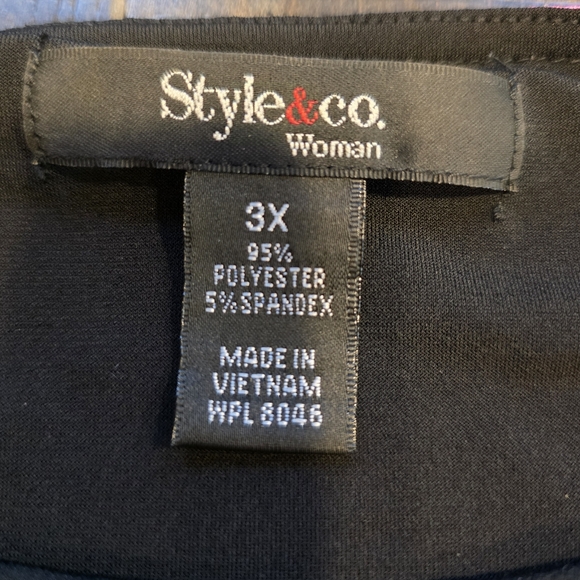 Style&co.
Woman
3X
95%
POLYESTER
5% SPANDEX
MADE IN
VIETNAM
WPL 8046